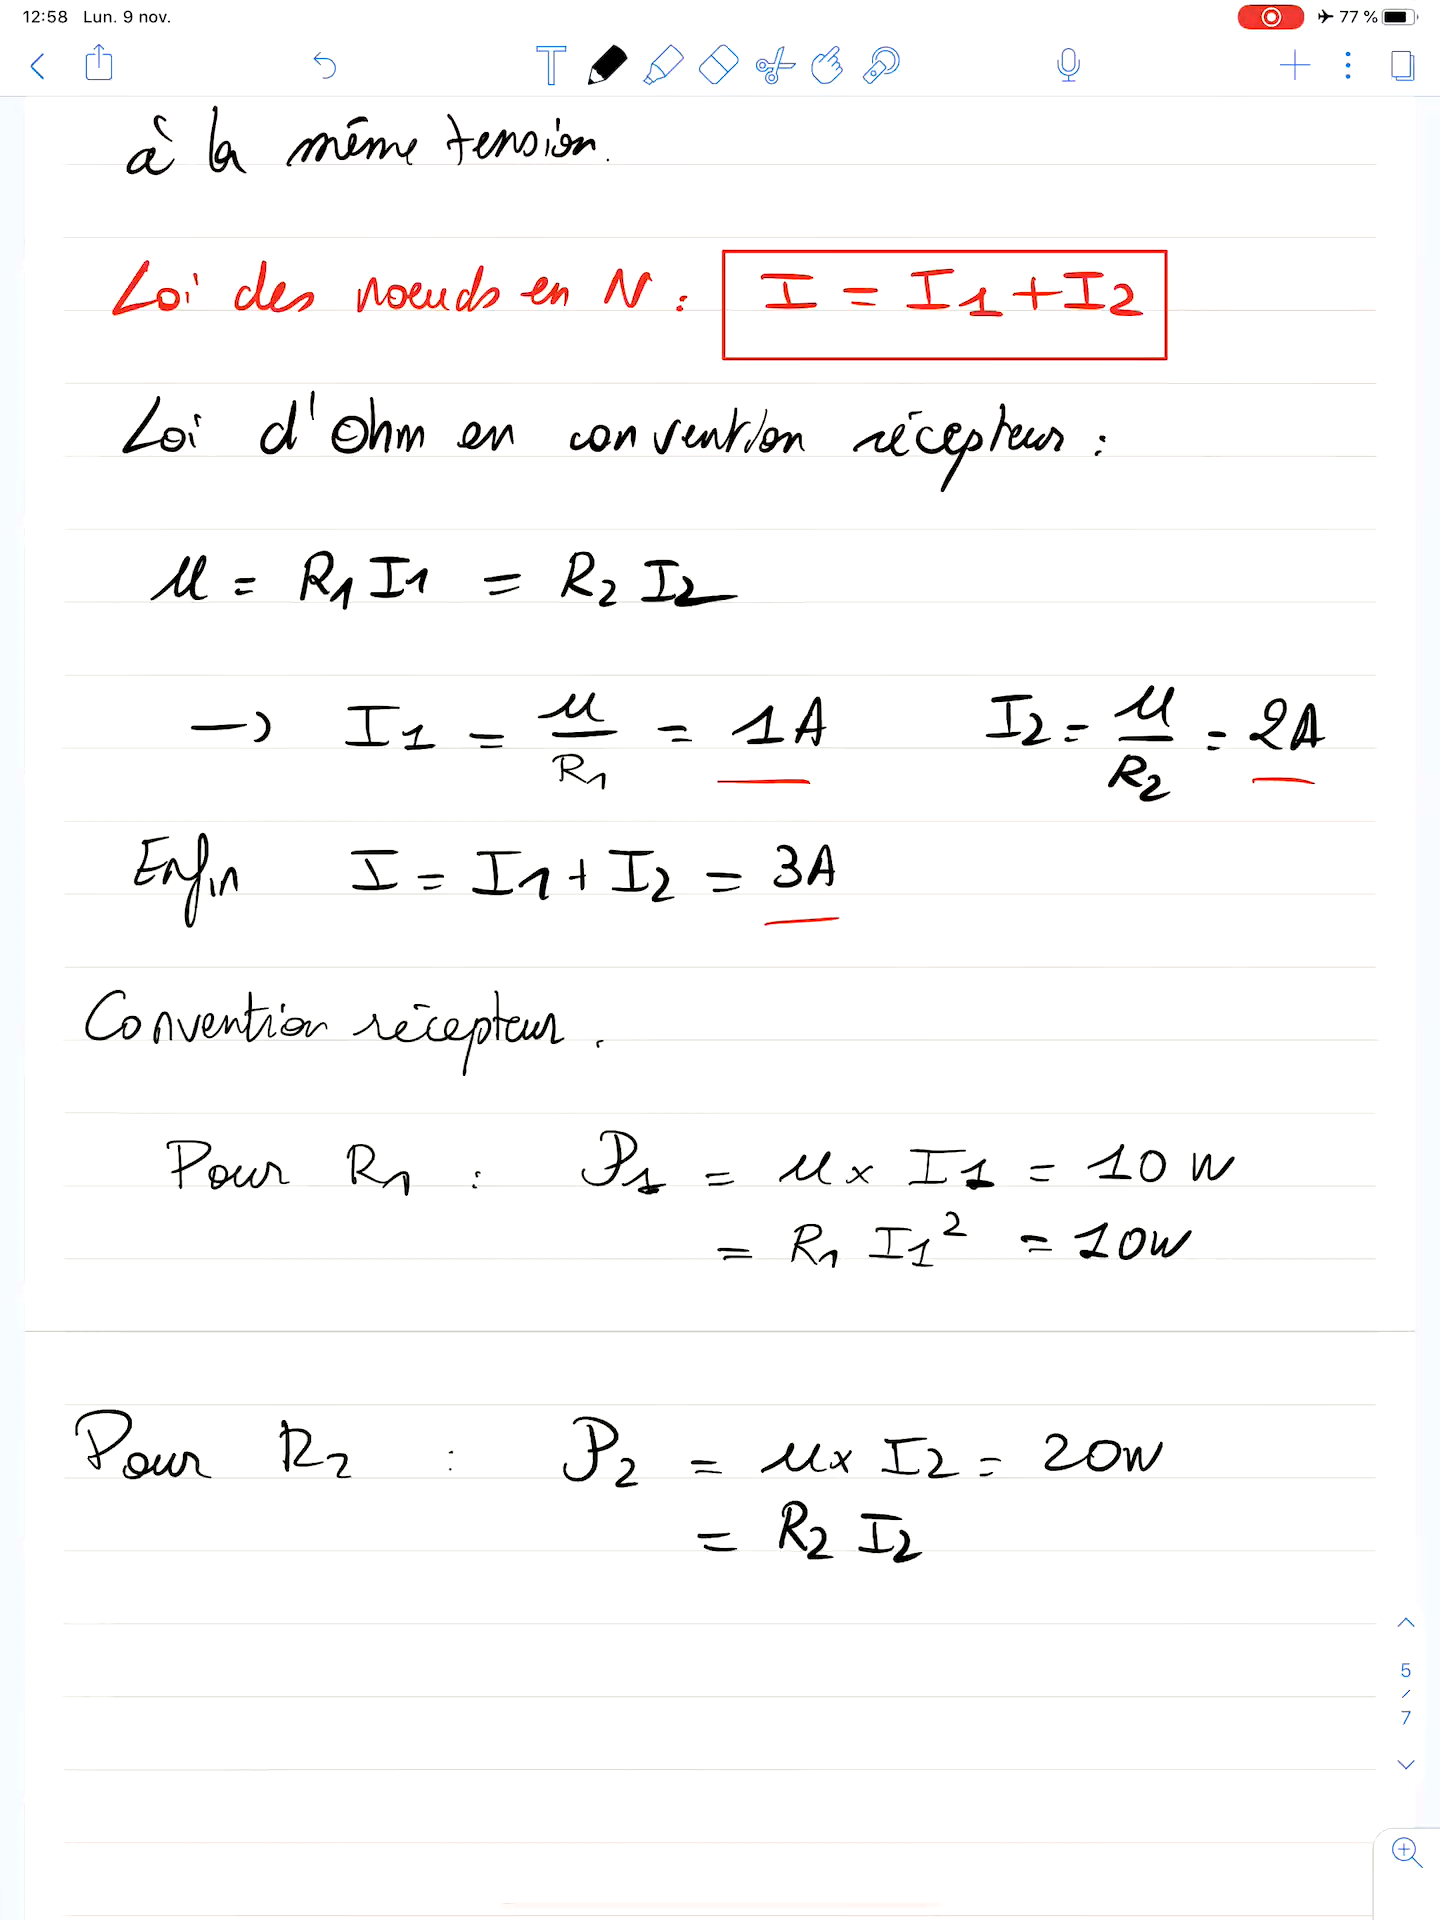 12:58 Lun. 9 nov. 77 %
à la même tension.
Loi des noeuds en N : I = I1 + I2
Loi d'Ohm en convention récepteur :
u = R1 I1 = R2 I2
→ I1 = u/R1 = 1A I2 = u/R2 = 2A
Enfin I = I1 + I2 = 3A
Convention récepteur.
Pour R1 : P1 = u x I1 = 10 W
= R1 I1² = 10W
Pour R2 : P2 = u x I2 = 20W
= R2 I2
5
/
7